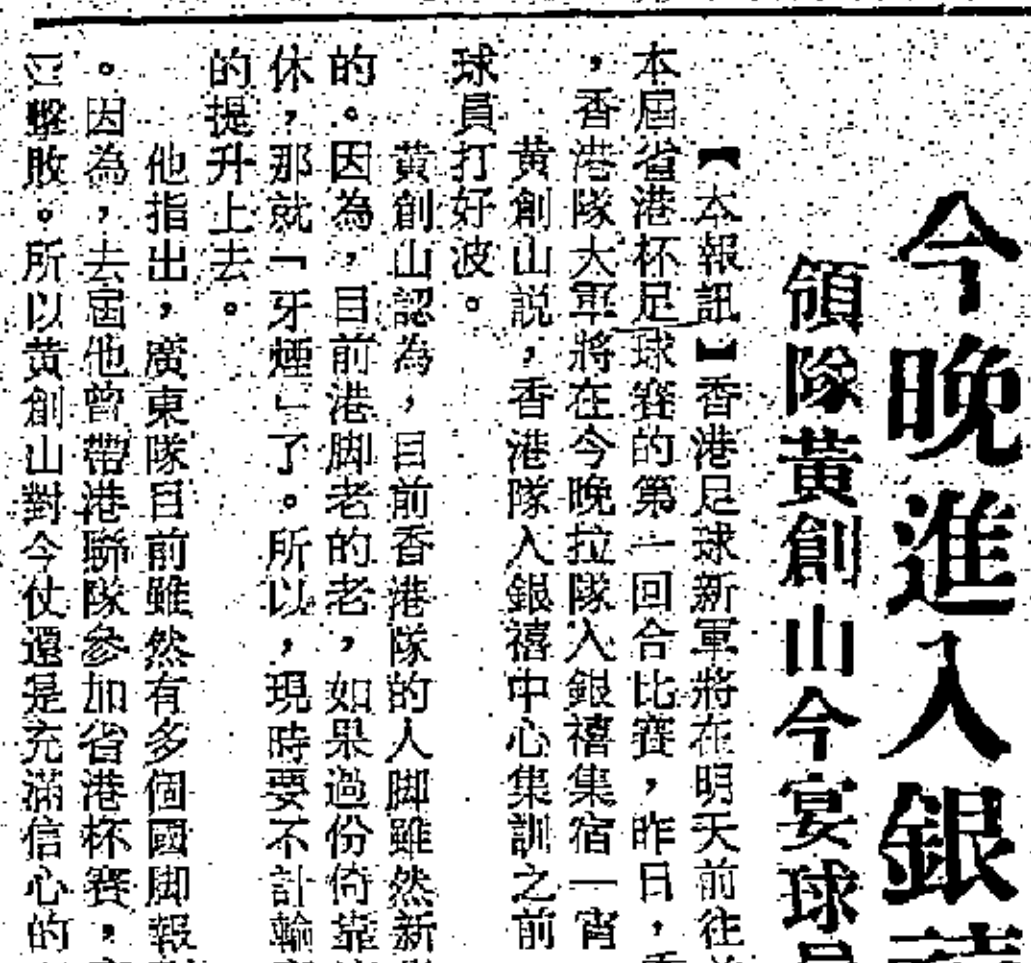 今晚進入銀
領隊黃創山今宴球員
【本報訊】香港足球新軍將在明天前往
本屆省港杯足球賽的第一回合比賽,昨日,
,香港隊大軍將在今晚拉隊入銀禧集宿一宵
黃創山説,香港隊入銀禧中心集訓之前
球員打好波。
黃創山認為,目前香港隊的人脚雖然新
的。因為,目前港脚老的老,如果過份倚靠
休,那就「牙煙」了。所以,現時要不計輸
的提升上去。
他指出,廣東隊目前雖然有多個國脚報
。因為,去屆他曾帶港聯隊參加省港杯賽,
擊敗。所以黃創山對今仗還是充滿信心的